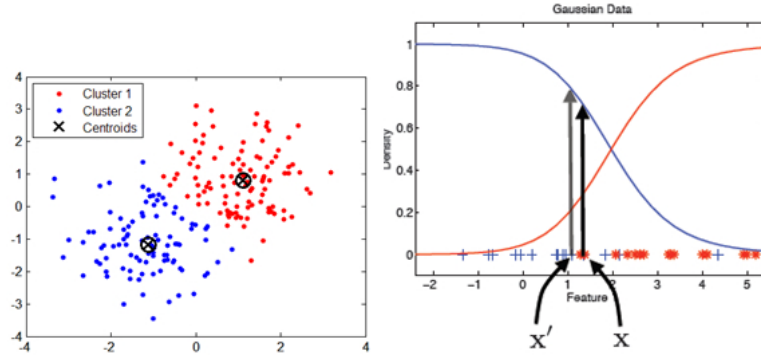 Gaussian Data
4
3
2
1
0
-1
-2
-3
-4
-4 -2 0 2 4
Cluster 1
Cluster 2
Centroids
1
0.8
0.6
0.4
0.2
0
Density
-2 -1 0 1 2 3 4 5
Feature
x′ x